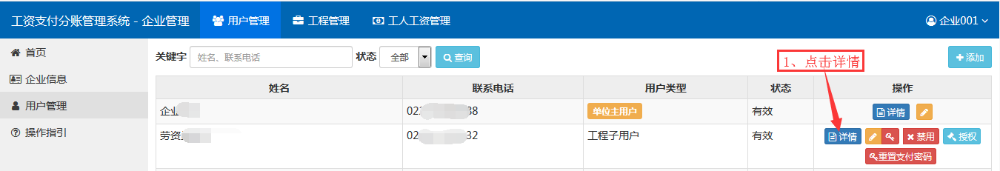 工资支付分账管理系统 - 企业管理 用户管理 工程管理 工人工资管理 企业001
首页
企业信息
用户管理
操作指引
关键字 姓名、联系电话 状态 全部 查询 添加
1、点击详情
姓名 联系电话 用户类型 状态 操作
企业 02 38 单位主用户 有效 详情
劳资 02 32 工程子用户 有效 详情 禁用 授权
重置支付密码